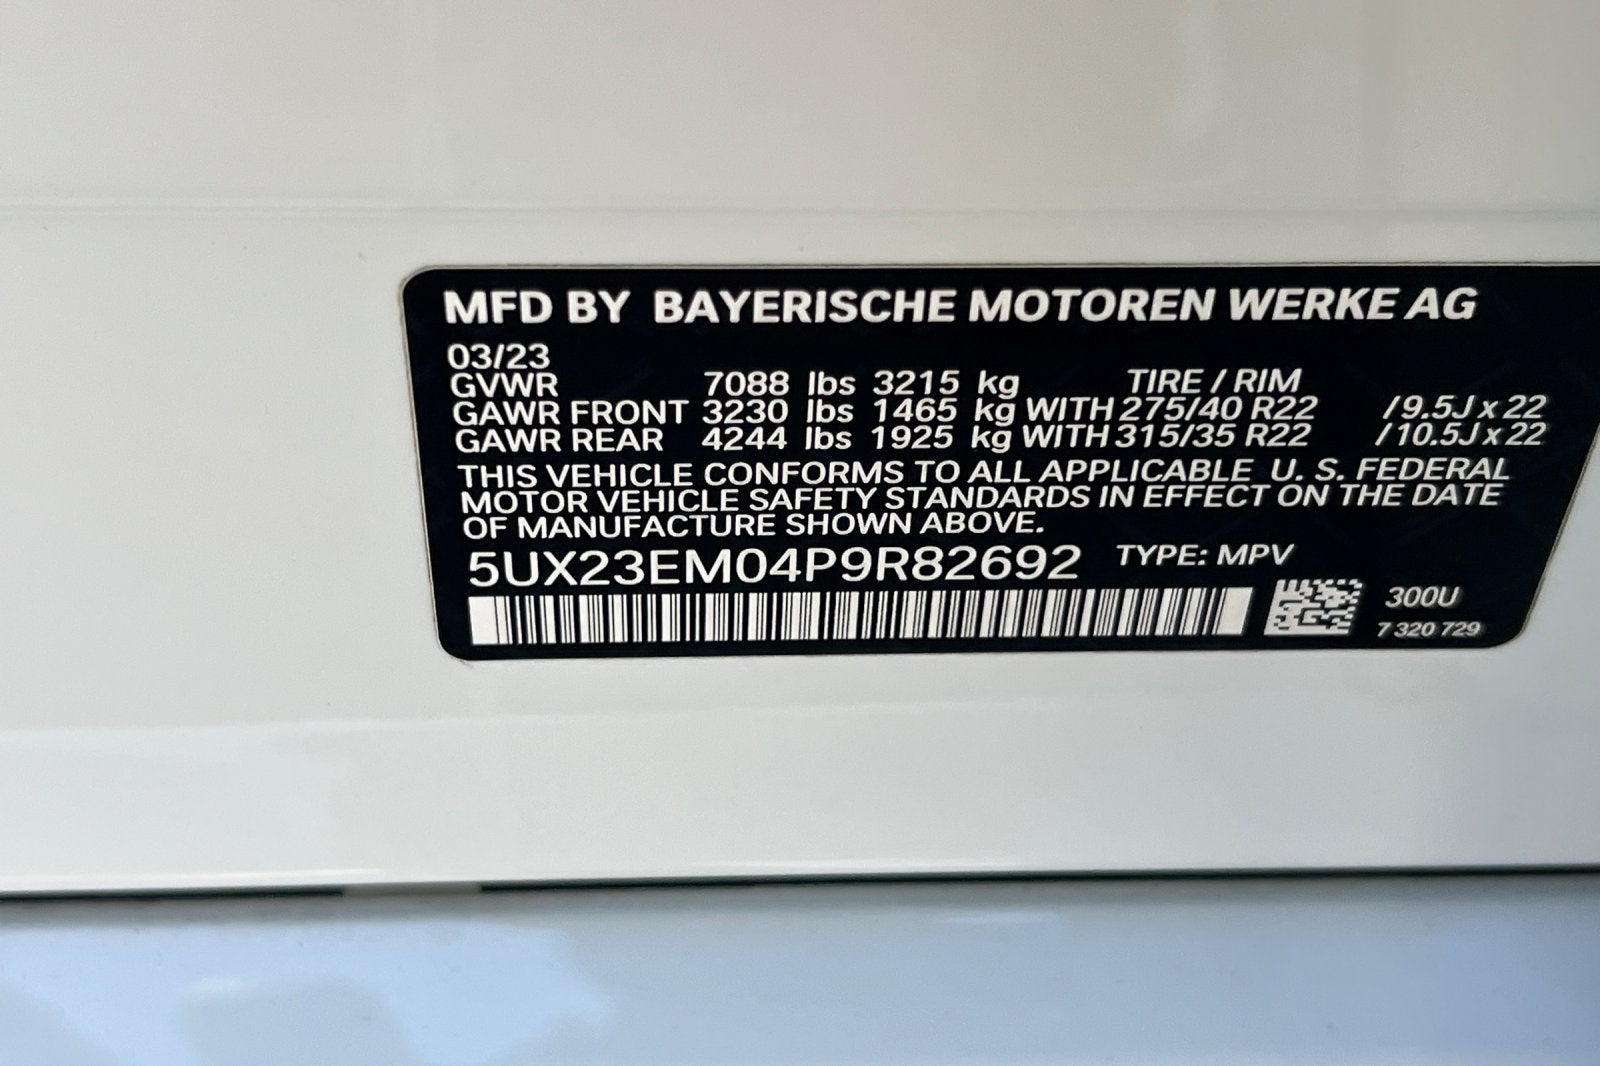 MFD BY BAYERISCHE MOTOREN WERKE AG
03/23
GVWR 7088 lbs 3215 kg TIRE / RIM
GAWR FRONT 3230 lbs 1465 kg WITH 275/40 R22 / 9.5J x 22
GAWR REAR 4244 lbs 1925 kg WITH 315/35 R22 / 10.5J x 22
THIS VEHICLE CONFORMS TO ALL APPLICABLE U. S. FEDERAL
MOTOR VEHICLE SAFETY STANDARDS IN EFFECT ON THE DATE
OF MANUFACTURE SHOWN ABOVE.
5UX23EM04P9R82692 TYPE: MPV
300U
7 320 729